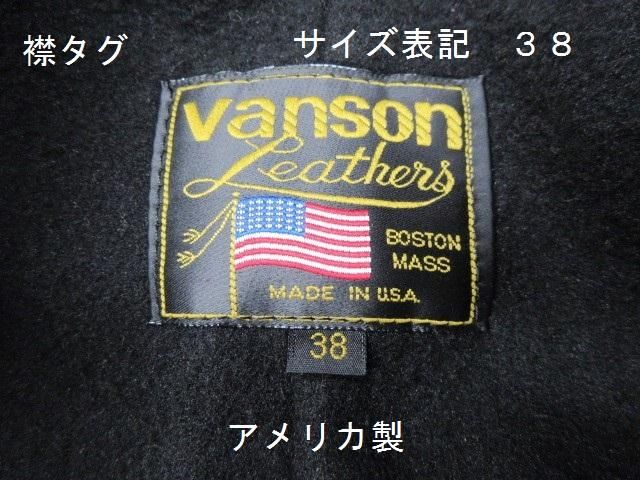 襟タグ
サイズ表記　３８
vanson
Leathers
BOSTON
MASS
MADE IN U.S.A.
38
アメリカ製